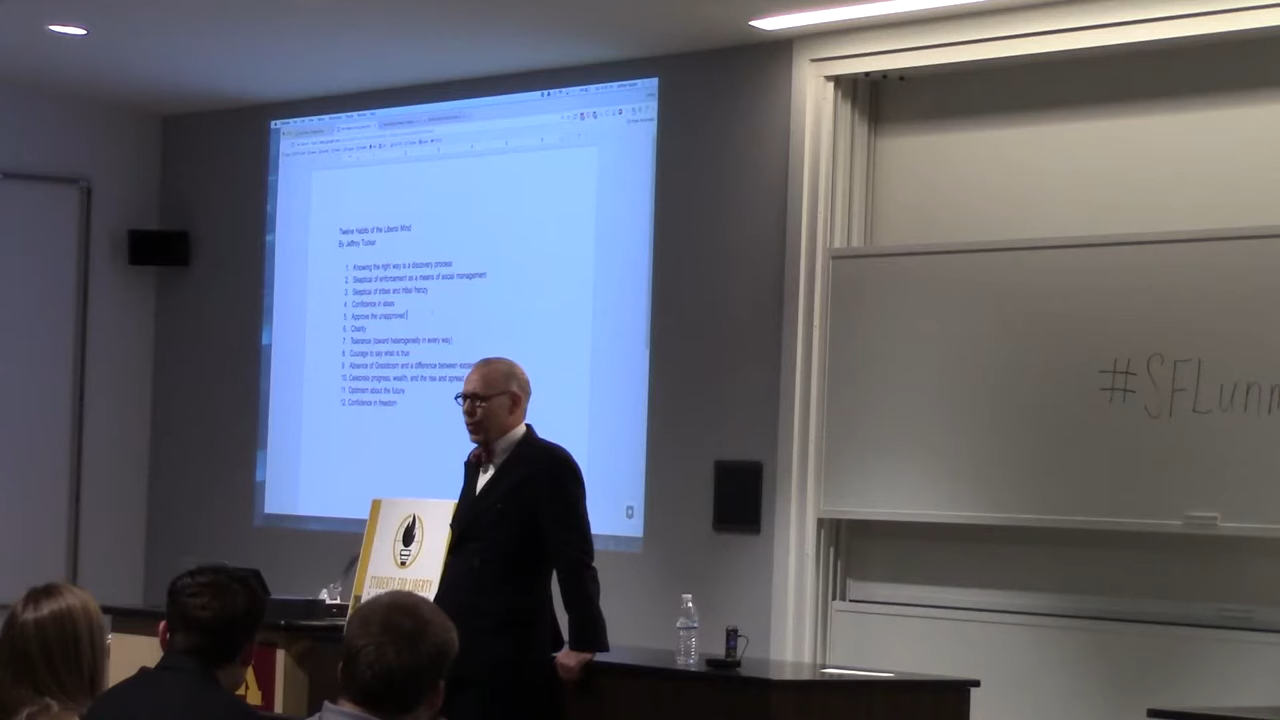 Twelve Habits of the Liberal Mind
By Jeffrey Tucker
1. Knowing the right way is a discovery process
2. Skeptical of enforcement as a means of social management
3. Skeptical of tribes and tribal frenzy
4. Confidence in ideas
5. Approve the unapproved
6. Charity
7. Tolerance (toward heterogeneity in every way)
8. Courage to say what is true
9. Absence of Gnosticism and a difference between
10. Celebrate progress, wealth, and the rise and spread
11. Optimism about the future
12. Confidence in freedom
#SFLunn
STUDENTS FOR LIBERTY